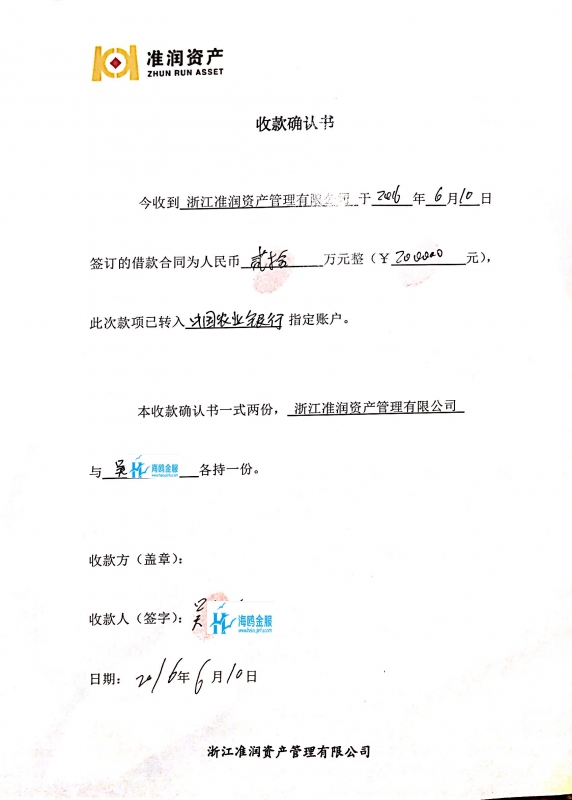 准润资产
ZHUN RUN ASSET
收款确认书
今收到 浙江准润资产管理有限公司 于 2016 年 6 月 10 日
签订的借款合同为人民币 贰拾 万元整（￥ 200000 元），
此次款项已转入 中国农业银行 指定账户。
本收款确认书一式两份， 浙江准润资产管理有限公司
与 吴 海鸥金服 各持一份。
收款方（盖章）：
收款人（签字）： 吴 海鸥金服
日期： 2016年 6 月 10 日
浙江准润资产管理有限公司